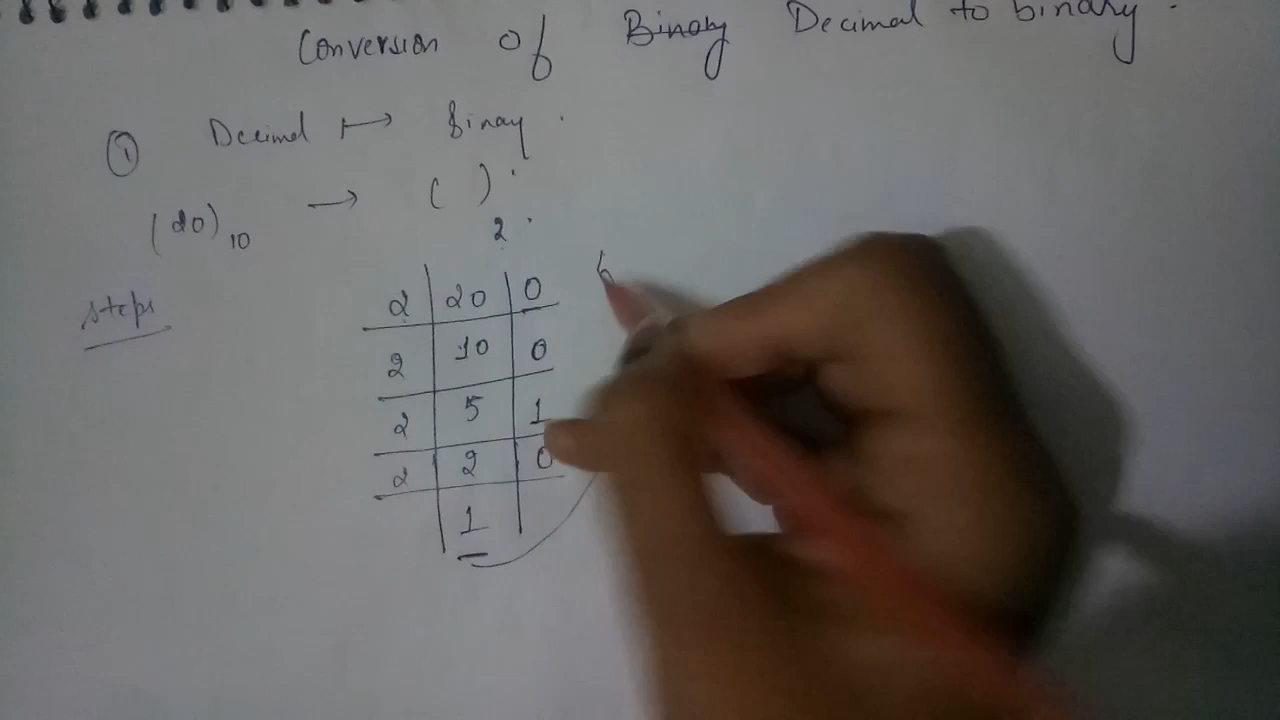 Conversion of Binary Decimal to binary.
① Decimal ↦ Binay.
(20)10 → ( )2.
steps
2 | 20 | 0
2 | 10 | 0
2 | 5 | 1
2 | 2 | 0
1